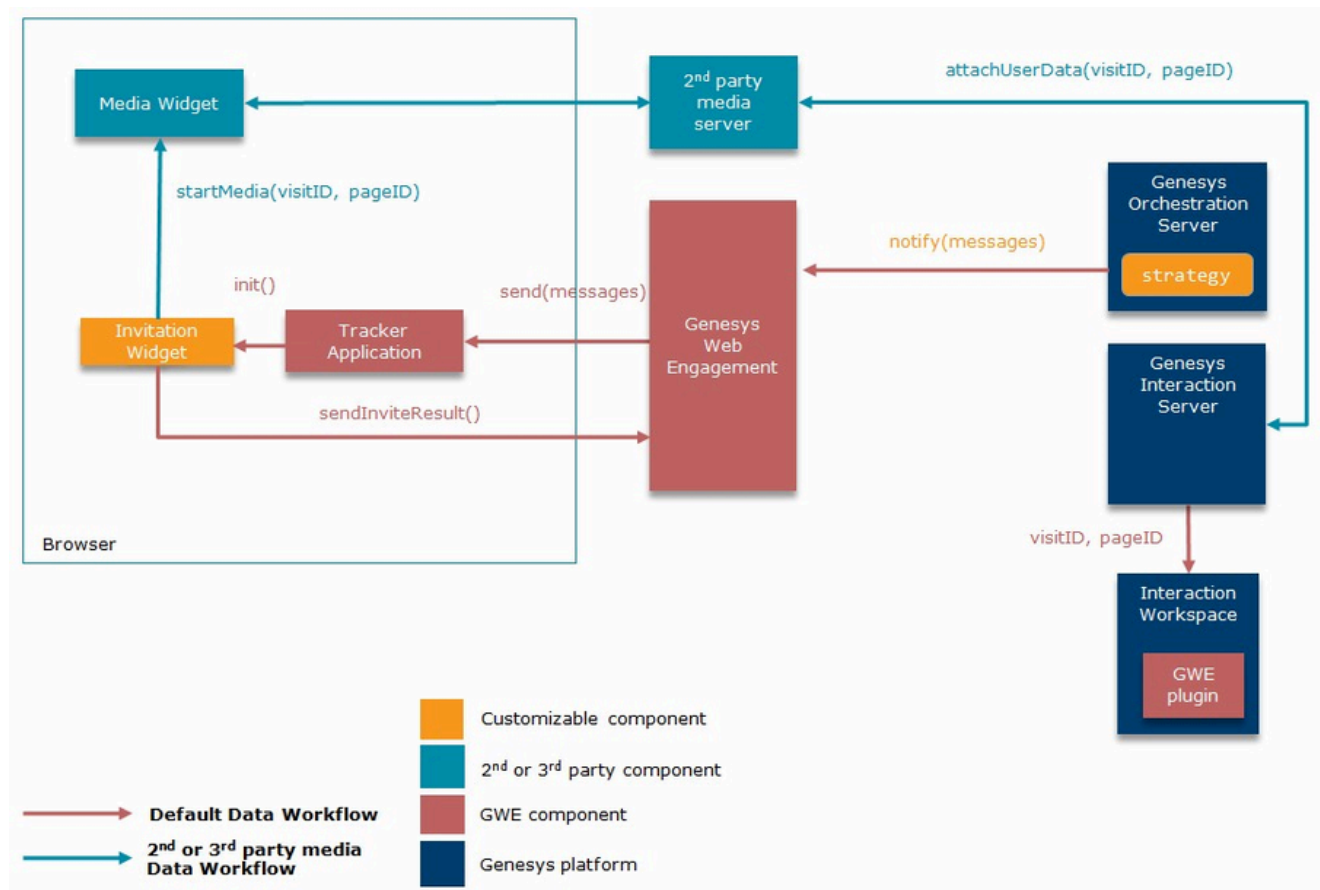 Media Widget
2nd party
media
server
attachUserData(visitID, pageID)
startMedia(visitID, pageID)
Genesys
Orchestration
Server
strategy
notify(messages)
init()
send(messages)
Invitation
Widget
Tracker
Application
Genesys
Web
Engagement
Genesys
Interaction
Server
sendInviteResult()
Browser
visitID, pageID
Interaction
Workspace
GWE
plugin
Customizable component
2nd or 3rd party component
GWE component
Genesys platform
Default Data Workflow
2nd or 3rd party media
Data Workflow